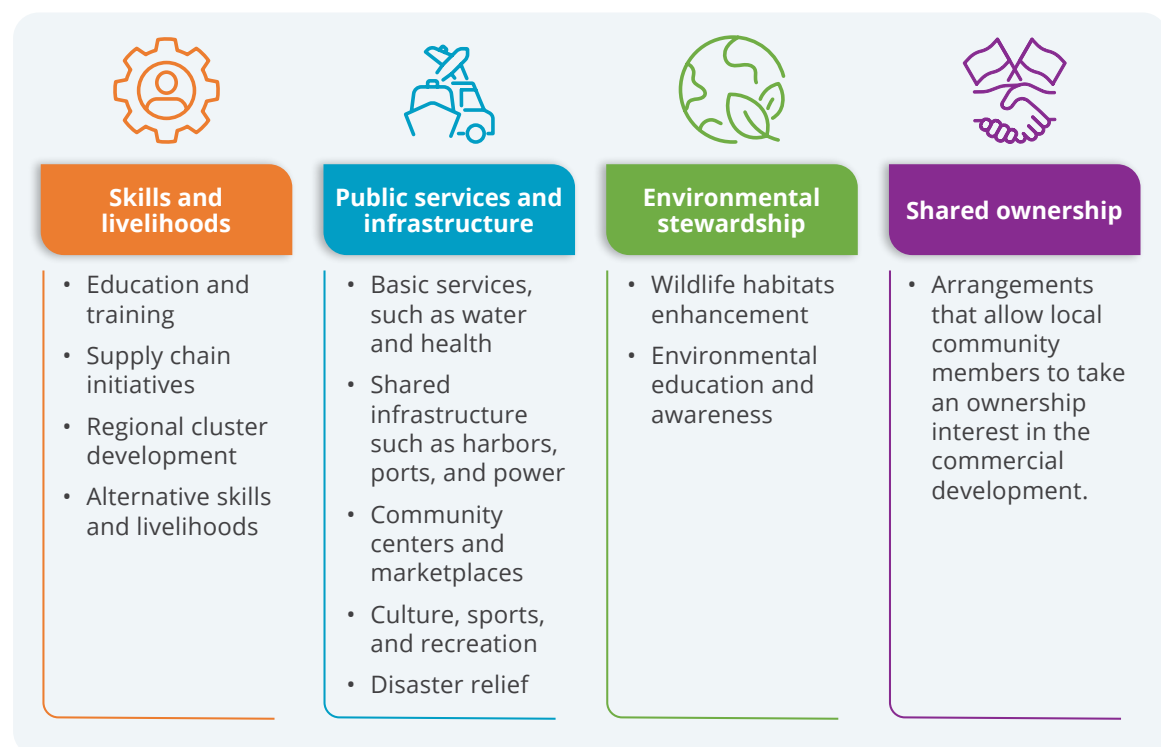 Skills and
livelihoods
• Education and
training
• Supply chain
initiatives
• Regional cluster
development
• Alternative skills
and livelihoods
Public services and
infrastructure
• Basic services,
such as water
and health
• Shared
infrastructure
such as harbors,
ports, and power
• Community
centers and
marketplaces
• Culture, sports,
and recreation
• Disaster relief
Environmental
stewardship
• Wildlife habitats
enhancement
• Environmental
education and
awareness
Shared ownership
• Arrangements
that allow local
community
members to take
an ownership
interest in the
commercial
development.